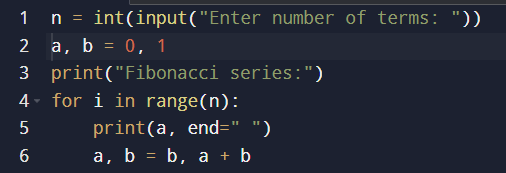 1 n = int(input("Enter number of terms: "))
2 a, b = 0, 1
3 print("Fibonacci series:")
4 for i in range(n):
5     print(a, end=" ")
6     a, b = b, a + b